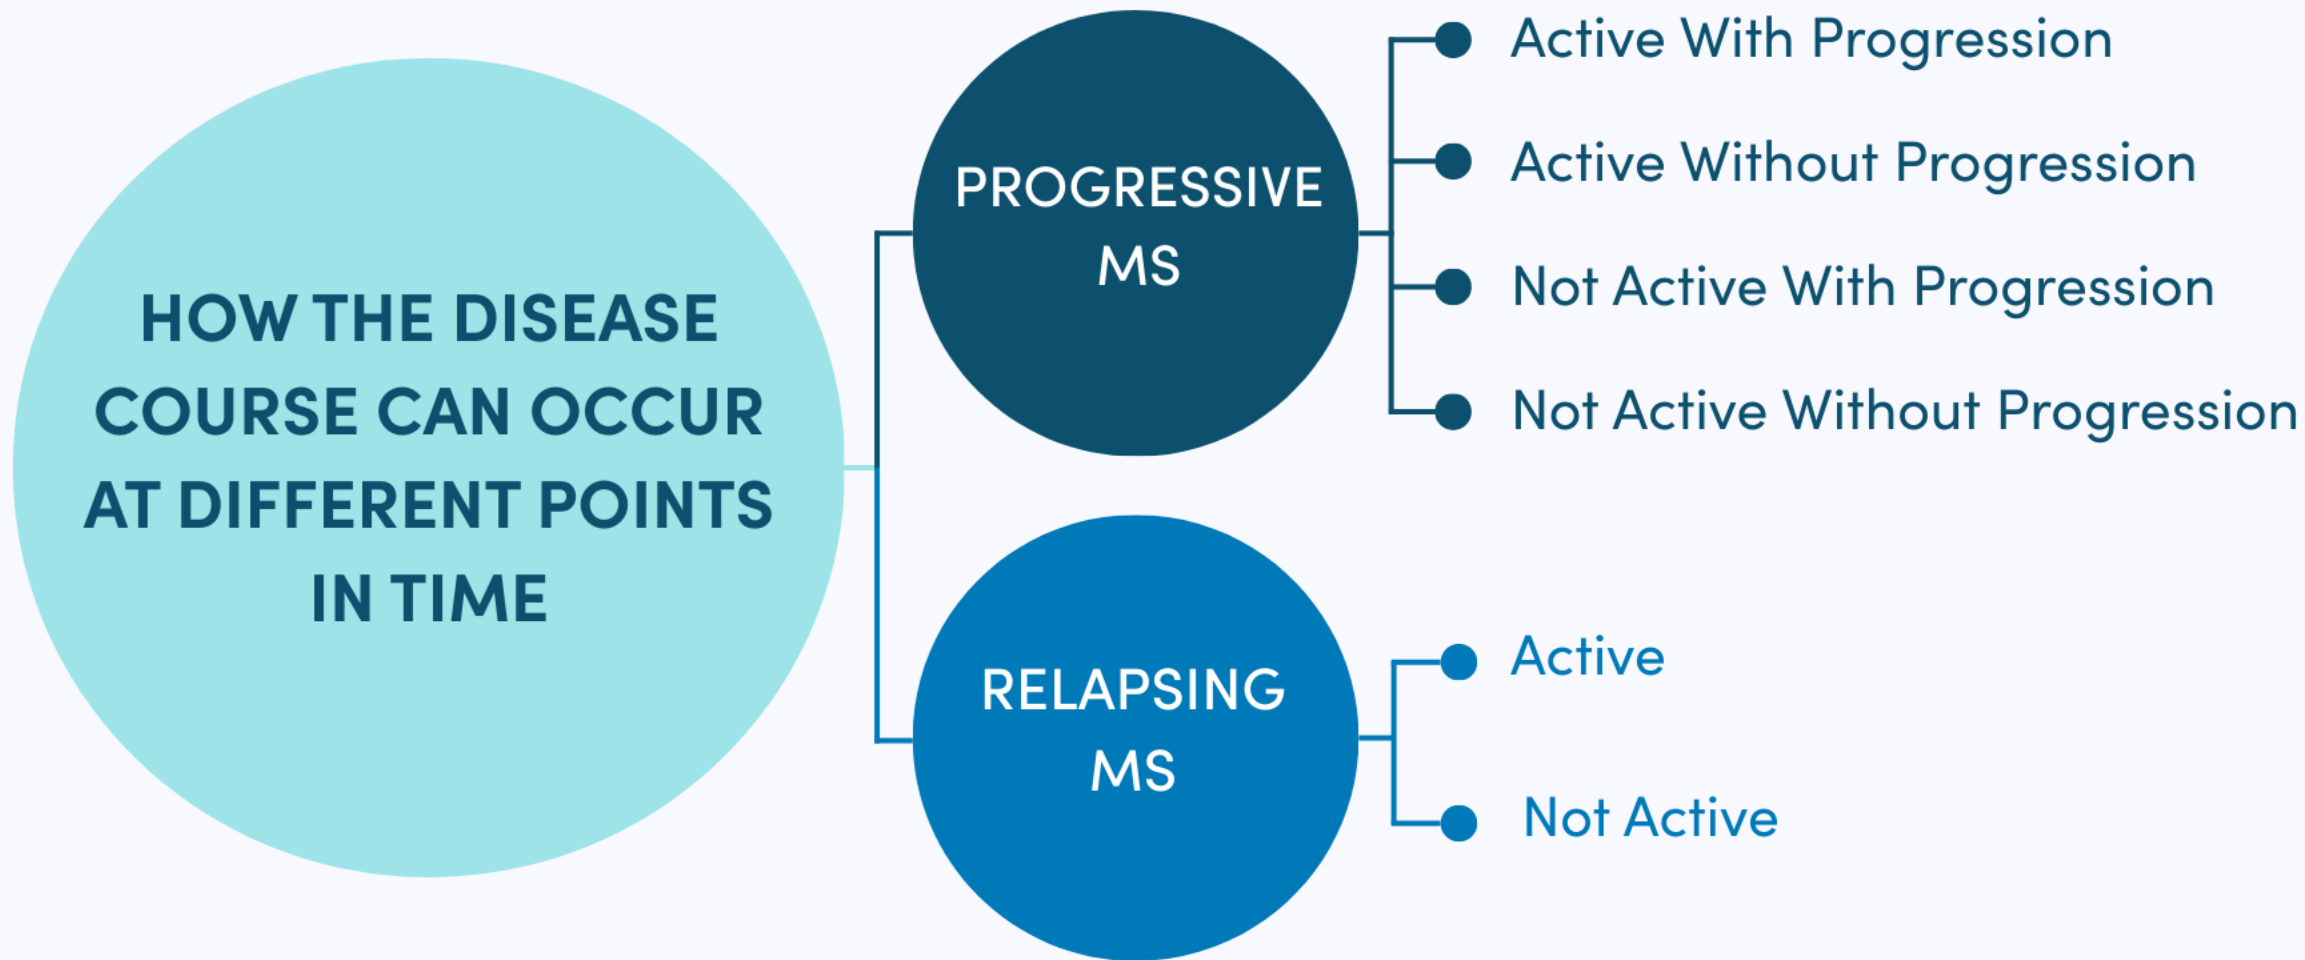 HOW THE DISEASE
COURSE CAN OCCUR
AT DIFFERENT POINTS
IN TIME
PROGRESSIVE
MS
Active With Progression
Active Without Progression
Not Active With Progression
Not Active Without Progression
RELAPSING
MS
Active
Not Active